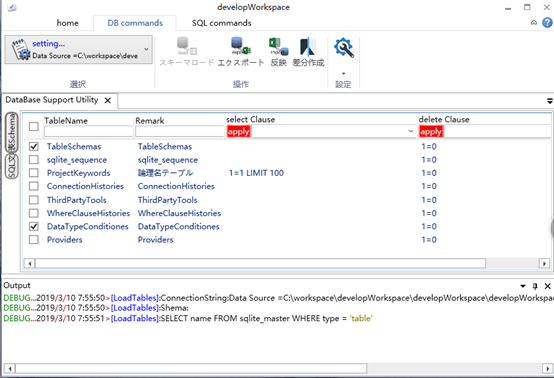 developWorkspace
home DB commands SQL commands
setting...
Data Source =C:\workspace\deve
スキーマロード エクスポート 反映 差分作成
選択 操作 設定
DataBase Support Utility
Schema
TableName Remark select Clause delete Clause
apply apply
TableSchemas TableSchemas 1=0
sqlite_sequence sqlite_sequence 1=0
ProjectKeywords 論理名テーブル 1=1 LIMIT 100 1=0
ConnectionHistories ConnectionHistories 1=0
ThirdPartyTools ThirdPartyTools 1=0
WhereClauseHistories WhereClauseHistories 1=0
DataTypeConditiones DataTypeConditiones 1=0
Providers Providers 1=0
Output
DEBUG...2019/3/10 7:55:50>[LoadTables]:ConnectionString:Data Source =C:\workspace\developWorkspace\developWorkspace\developWorkspac
DEBUG...2019/3/10 7:55:50>[LoadTables]:Shema:
DEBUG...2019/3/10 7:55:51>[LoadTables]:SELECT name FROM sqlite_master WHERE type = 'table'